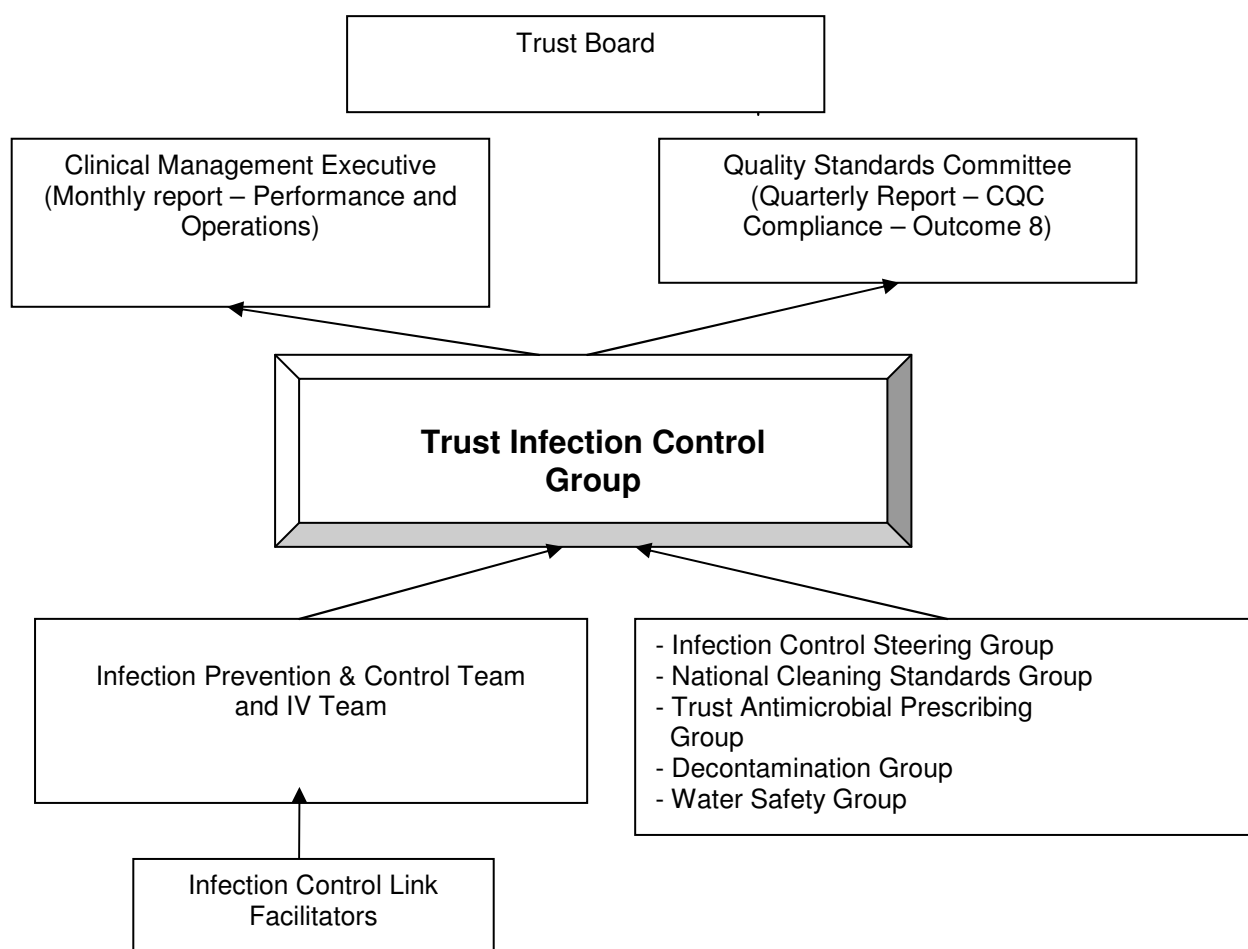 Trust Board
Clinical Management Executive
(Monthly report – Performance and
Operations)
Quality Standards Committee
(Quarterly Report – CQC
Compliance – Outcome 8)
Trust Infection Control
Group
Infection Prevention & Control Team
and IV Team
- Infection Control Steering Group
- National Cleaning Standards Group
- Trust Antimicrobial Prescribing
Group
- Decontamination Group
- Water Safety Group
Infection Control Link
Facilitators